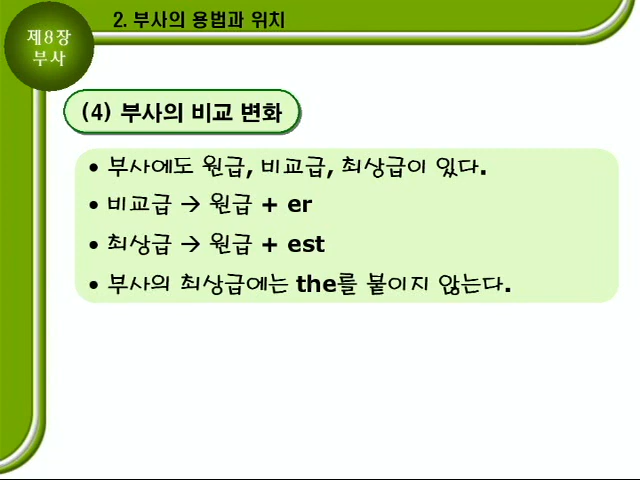 2. 부사의 용법과 위치
제8장
부사
(4) 부사의 비교 변화
• 부사에도 원급, 비교급, 최상급이 있다.
• 비교급 → 원급 + er
• 최상급 → 원급 + est
• 부사의 최상급에는 the를 붙이지 않는다.